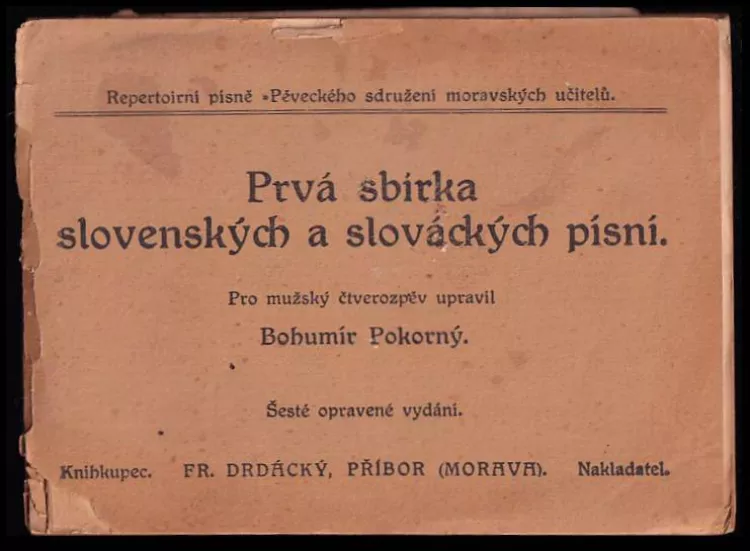 Repertoirní písně »Pěveckého sdružení moravských učitelů.
Prvá sbírka
slovenských a slováckých písní.
Pro mužský čtverozpěv upravil
Bohumír Pokorný.
Šesté opravené vydání.
Knihkupec. FR. DRDÁCKÝ, PŘÍBOR (MORAVA). Nakladatel.